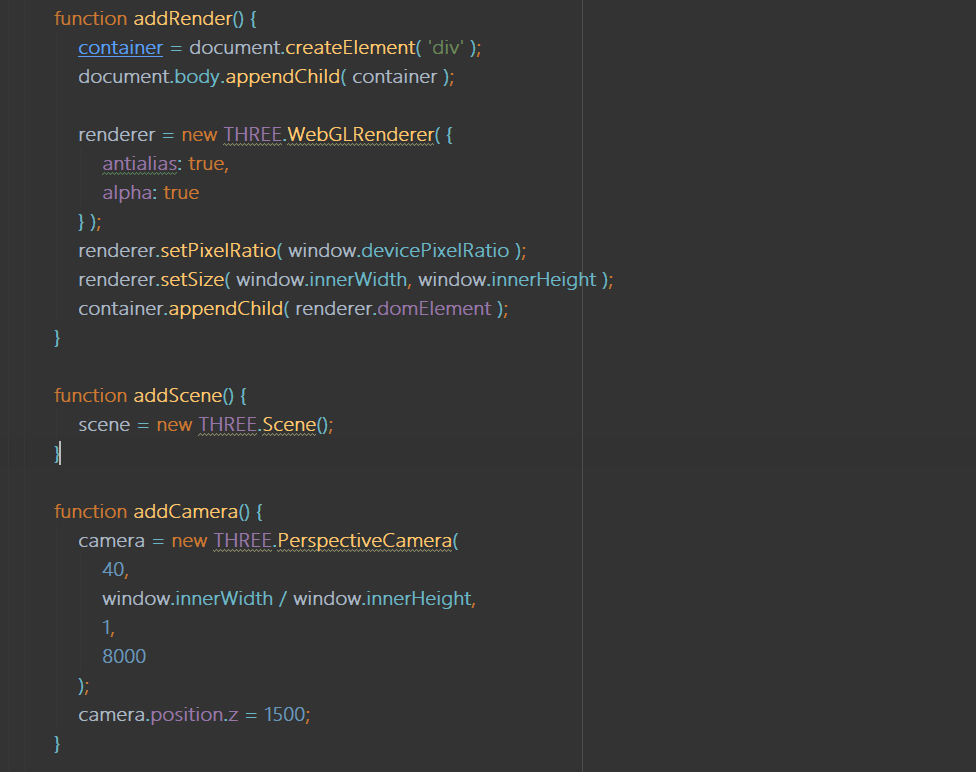 function addRender() {
container = document.createElement( 'div' );
document.body.appendChild( container );
renderer = new THREE.WebGLRenderer( {
antialias: true,
alpha: true
} );
renderer.setPixelRatio( window.devicePixelRatio );
renderer.setSize( window.innerWidth, window.innerHeight );
container.appendChild( renderer.domElement );
}
function addScene() {
scene = new THREE.Scene();
}
function addCamera() {
camera = new THREE.PerspectiveCamera(
40,
window.innerWidth / window.innerHeight,
1,
8000
);
camera.position.z = 1500;
}